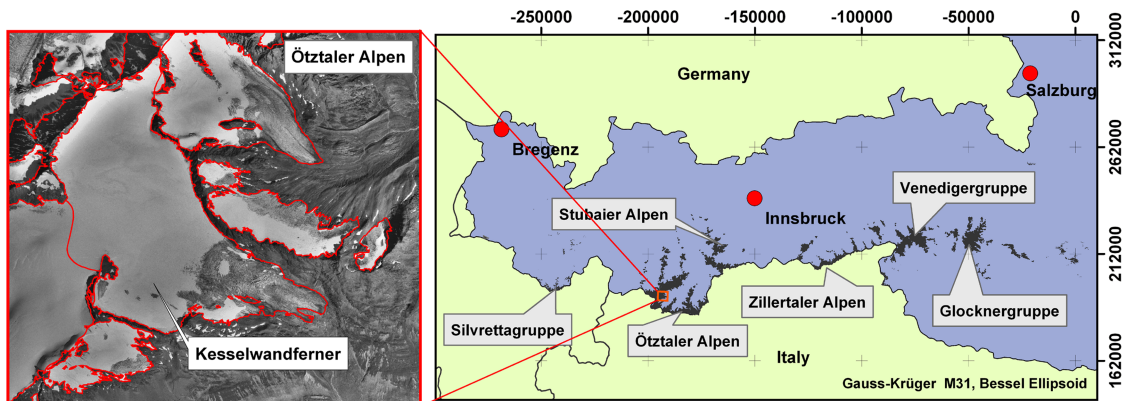 Ötztaler Alpen
Kesselwandferner
-250000
-200000
-150000
-100000
-50000
0
312000
262000
212000
162000
Germany
Salzburg
Bregenz
Venedigergruppe
Stubaier Alpen
Innsbruck
Silvrettagruppe
Ötztaler Alpen
Zillertaler Alpen
Glocknergruppe
Italy
Gauss-Krüger M31, Bessel Ellipsoid